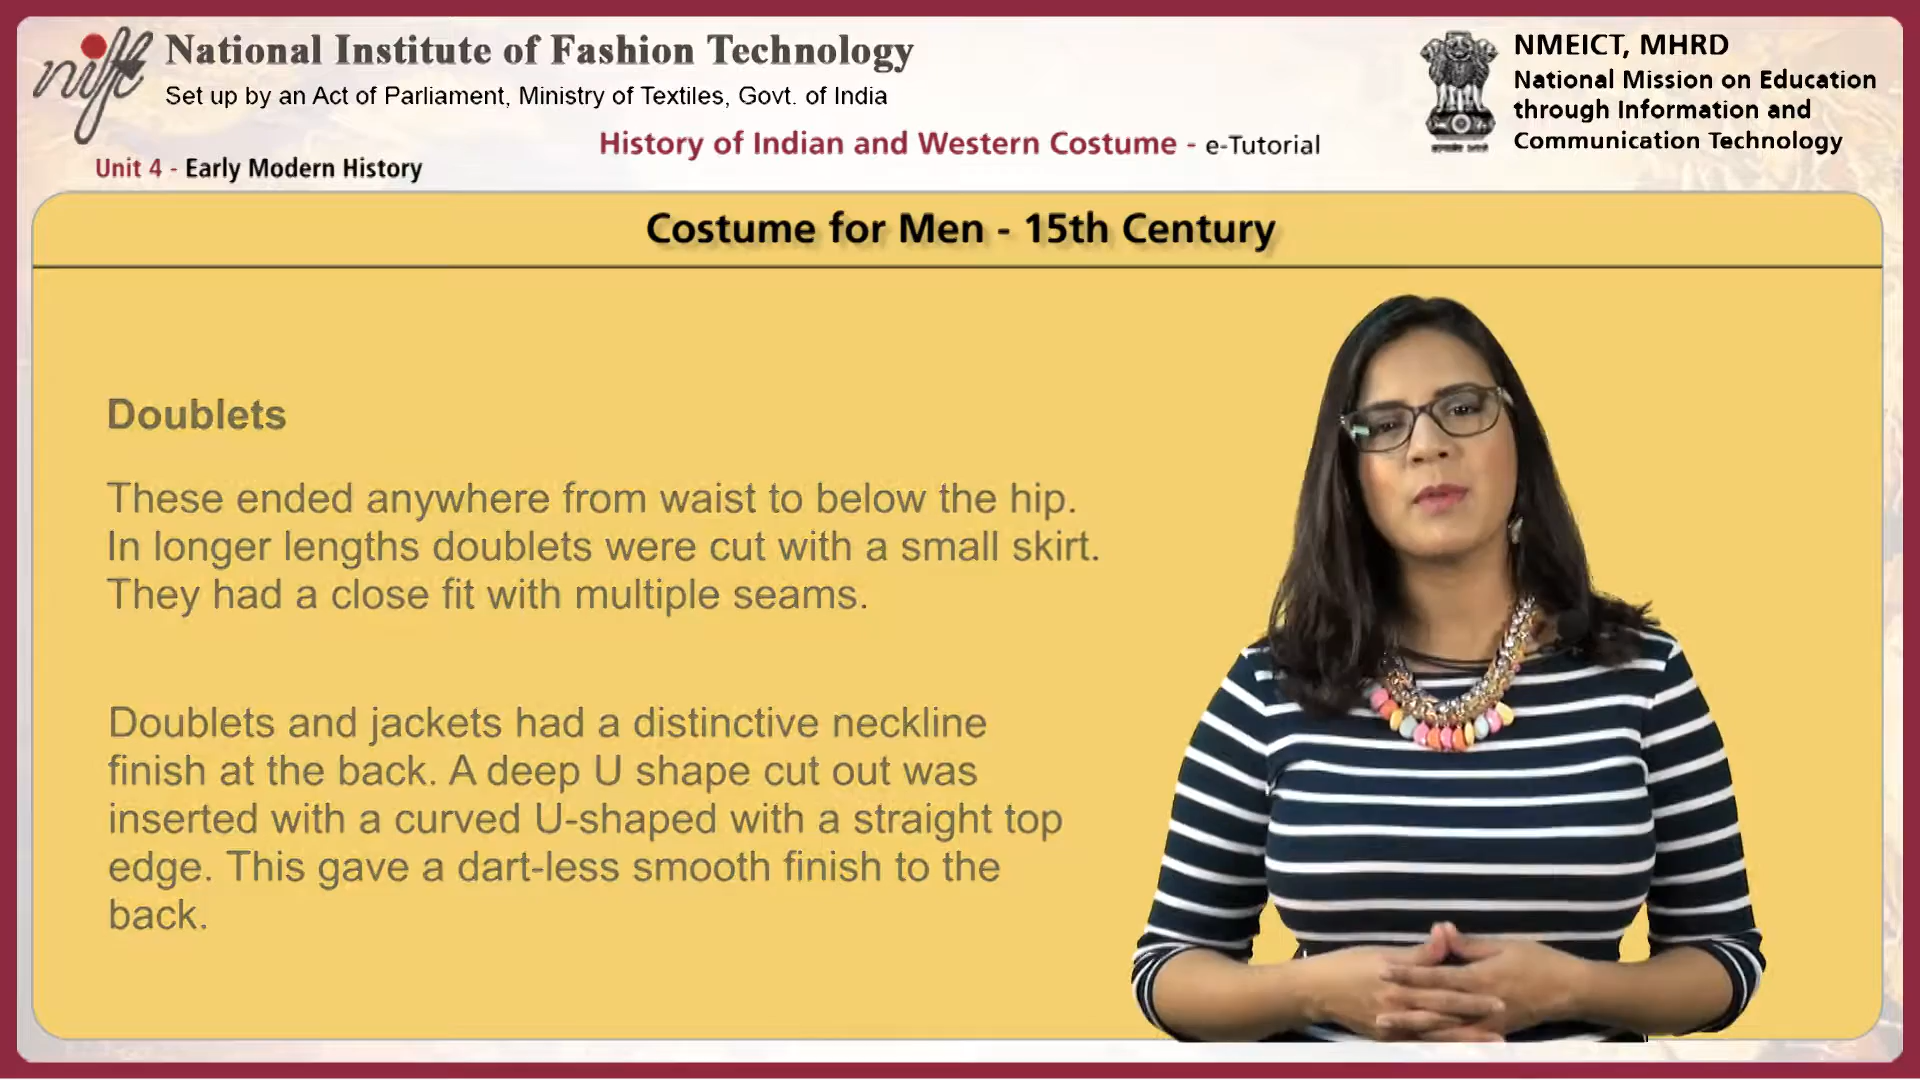 nift
National Institute of Fashion Technology
Set up by an Act of Parliament, Ministry of Textiles, Govt. of India
NMEICT, MHRD
National Mission on Education
through Information and
Communication Technology
History of Indian and Western Costume - e-Tutorial
Unit 4 - Early Modern History
Costume for Men - 15th Century
Doublets
These ended anywhere from waist to below the hip.
In longer lengths doublets were cut with a small skirt.
They had a close fit with multiple seams.
Doublets and jackets had a distinctive neckline
finish at the back. A deep U shape cut out was
inserted with a curved U-shaped with a straight top
edge. This gave a dart-less smooth finish to the
back.